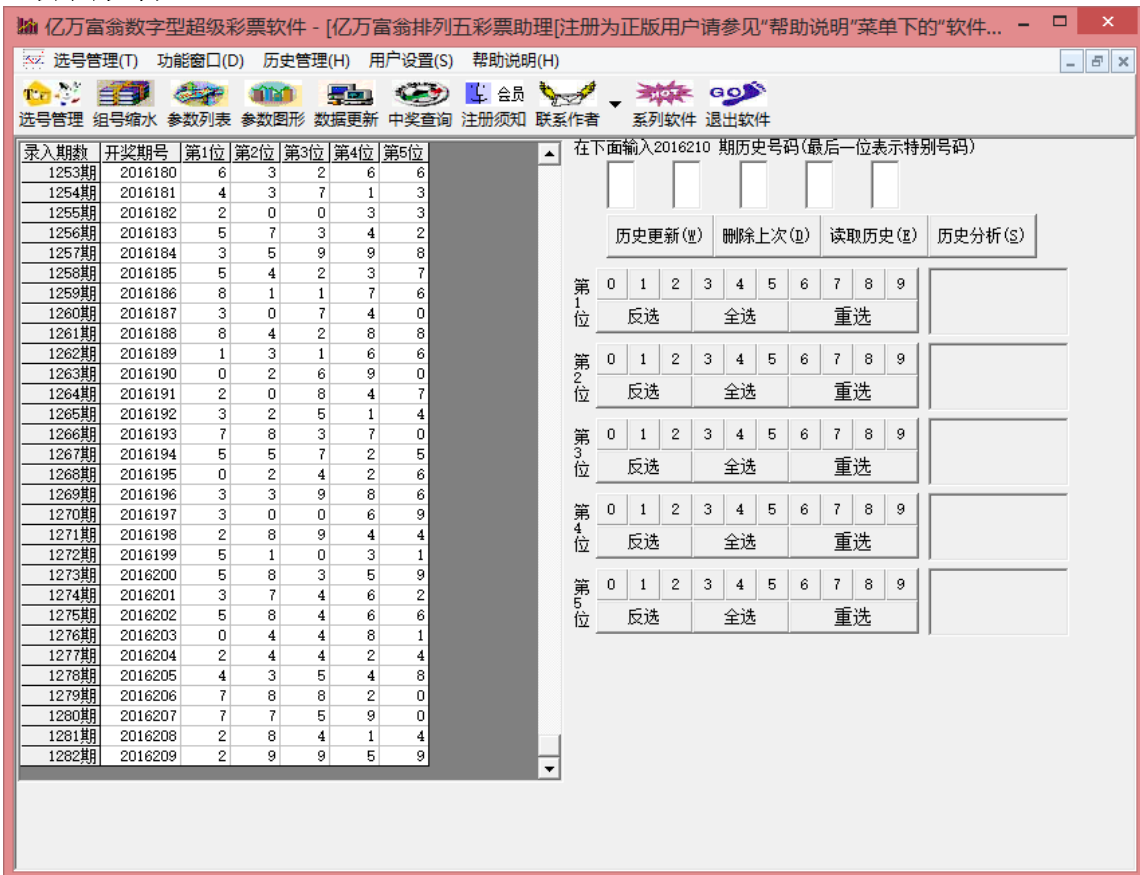 亿万富翁数字型超级彩票软件 - [亿万富翁排列五彩票助理[注册为正版用户请参见"帮助说明"菜单下的"软件...
选号管理(T) 功能窗口(D) 历史管理(H) 用户设置(S) 帮助说明(H)
会员 HOT GO
选号管理 组号缩水 参数列表 参数图形 数据更新 中奖查询 注册须知 联系作者 系列软件 退出软件
录入期数 开奖期号 第1位 第2位 第3位 第4位 第5位
1253期 2016180 6 3 2 6 6
1254期 2016181 4 3 7 1 3
1255期 2016182 2 0 0 3 3
1256期 2016183 5 7 3 4 2
1257期 2016184 3 5 9 9 8
1258期 2016185 5 4 2 3 7
1259期 2016186 8 1 1 7 6
1260期 2016187 3 0 7 4 0
1261期 2016188 8 4 2 8 8
1262期 2016189 1 3 1 6 6
1263期 2016190 0 2 6 9 0
1264期 2016191 2 0 8 4 7
1265期 2016192 3 2 5 1 4
1266期 2016193 7 8 3 7 0
1267期 2016194 5 5 7 2 5
1268期 2016195 0 2 4 2 6
1269期 2016196 3 3 9 8 6
1270期 2016197 3 0 0 6 9
1271期 2016198 2 8 9 4 4
1272期 2016199 5 1 0 3 1
1273期 2016200 5 8 3 5 9
1274期 2016201 3 7 4 6 2
1275期 2016202 5 8 4 6 6
1276期 2016203 0 4 4 8 1
1277期 2016204 2 4 4 2 4
1278期 2016205 4 3 5 4 8
1279期 2016206 7 8 8 2 0
1280期 2016207 7 7 5 9 0
1281期 2016208 2 8 4 1 4
1282期 2016209 2 9 9 5 9
在下面输入2016210 期历史号码(最后一位表示特别号码)
历史更新(W) 删除上次(D) 读取历史(E) 历史分析(S)
第1位 0 1 2 3 4 5 6 7 8 9
反选 全选 重选
第2位 0 1 2 3 4 5 6 7 8 9
反选 全选 重选
第3位 0 1 2 3 4 5 6 7 8 9
反选 全选 重选
第4位 0 1 2 3 4 5 6 7 8 9
反选 全选 重选
第5位 0 1 2 3 4 5 6 7 8 9
反选 全选 重选